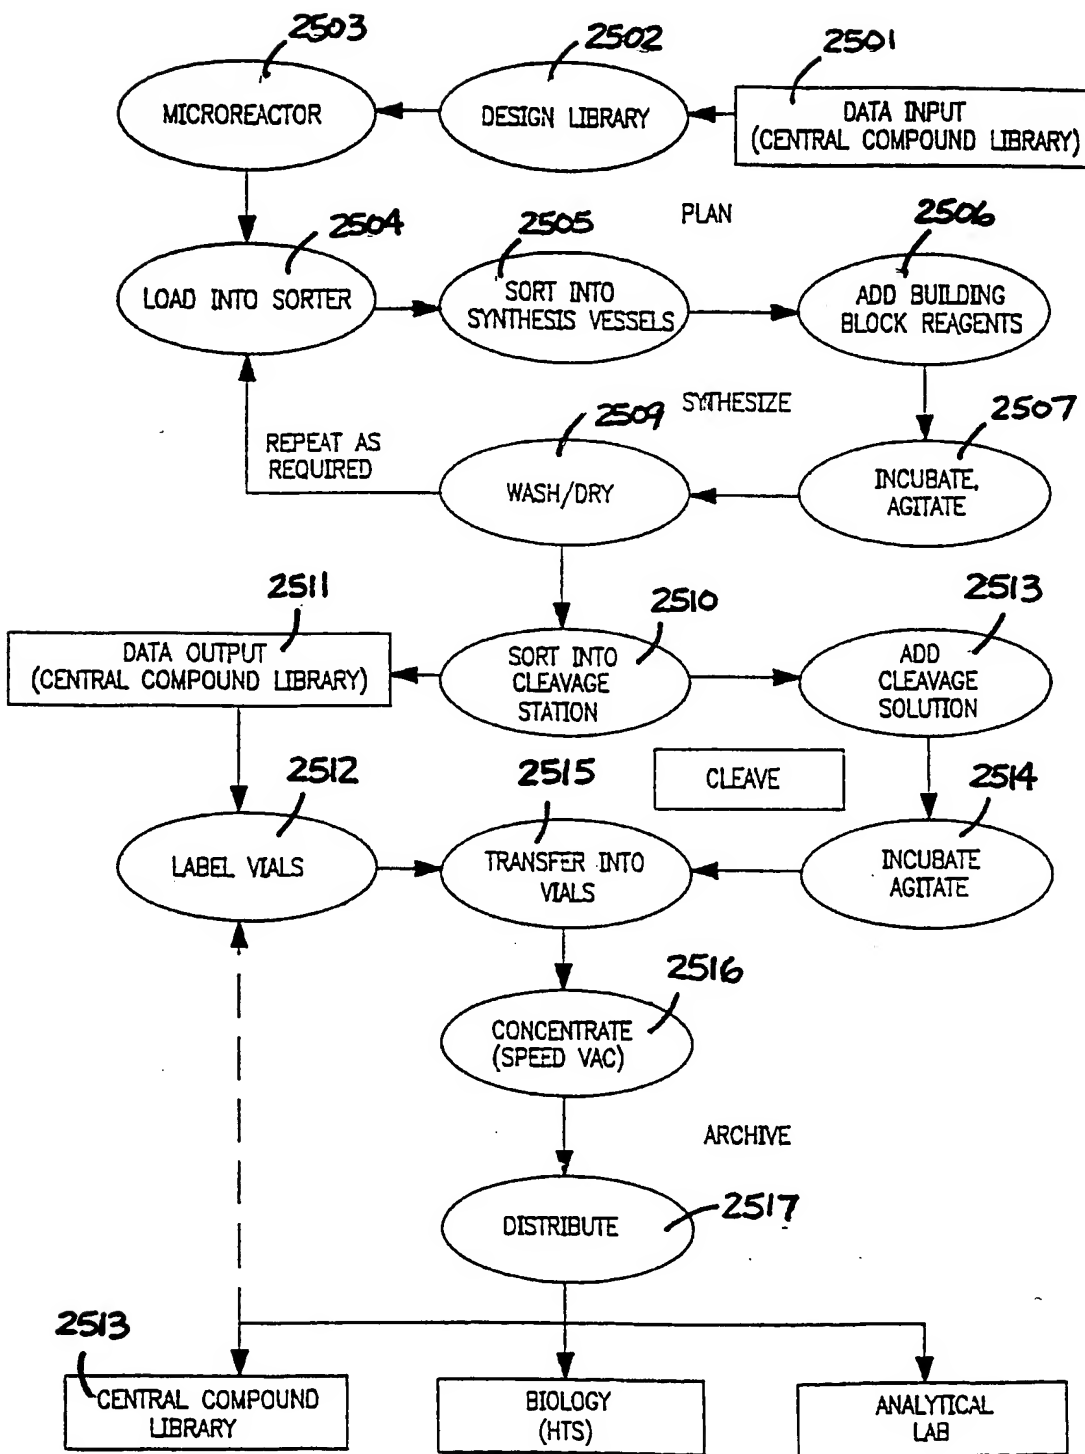 2503
2502
2501
MICROREACTOR
DESIGN LIBRARY
DATA INPUT
(CENTRAL COMPOUND LIBRARY)
PLAN
2504
2505
2506
LOAD INTO SORTER
SORT INTO
SYNTHESIS VESSELS
ADD BUILDING
BLOCK REAGENTS
SYTHESIZE
2509
2507
REPEAT AS
REQUIRED
WASH/DRY
INCUBATE,
AGITATE
2511
2510
2513
DATA OUTPUT
(CENTRAL COMPOUND LIBRARY)
SORT INTO
CLEAVAGE
STATION
ADD
CLEAVAGE
SOLUTION
2512
2515
CLEAVE
2514
LABEL VIALS
TRANSFER INTO
VIALS
INCUBATE
AGITATE
2516
CONCENTRATE
(SPEED VAC)
ARCHIVE
DISTRIBUTE
2517
2513
CENTRAL COMPOUND
LIBRARY
BIOLOGY
(HTS)
ANALYTICAL
LAB